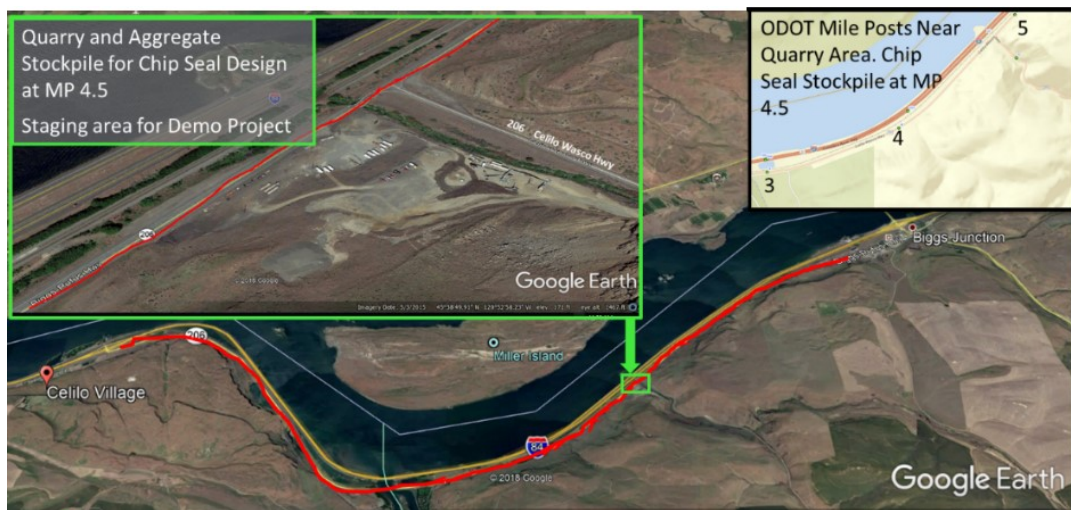 Quarry and Aggregate
Stockpile for Chip Seal Design
at MP 4.5
Staging area for Demo Project
206 - Celilo Wasco Hwy
206
©2018 Google
Google Earth
ODOT Mile Posts Near
Quarry Area. Chip
Seal Stockpile at MP
4.5
5
4
3
Biggs Junction
206
Miller Island
Celilo Village
84
© 2018 Google
Google Earth